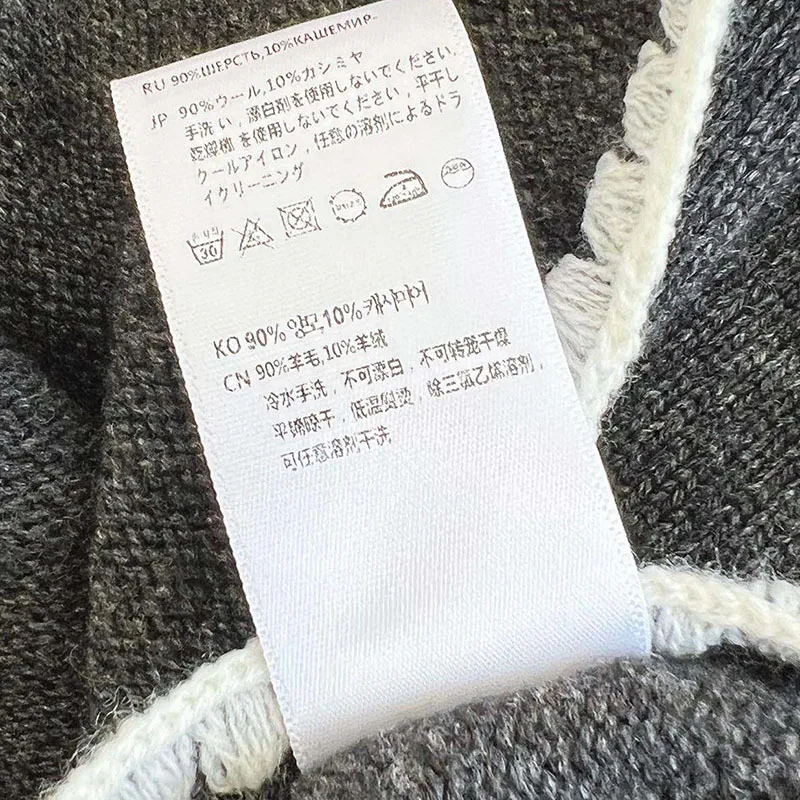 RU 90%ШЕРСТЬ,10%КАШЕМИР
JP 90%ウール,10%カシミヤ
手洗い, 漂白剤を使用しないでください,
乾燥機を使用しないでください, 平干し
クールアイロン, 任意の溶剤によるドラ
イクリーニング
30
KO 90% 양모,10%캐시미어
CN 90%羊毛,10%羊绒
冷水手洗, 不可漂白, 不可转笼干燥
平铺晾干, 低温熨烫, 除三氯乙烯溶剂,
可任意溶剂干洗